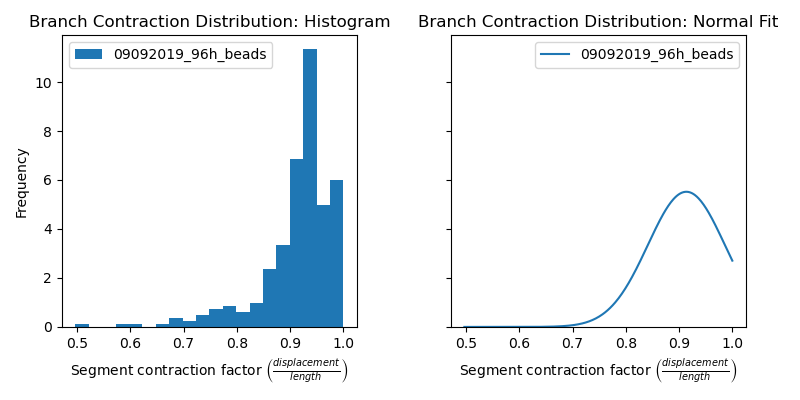 Branch Contraction Distribution: Histogram
09092019_96h_beads
Frequency
10
8
6
4
2
0
0.5 0.6 0.7 0.8 0.9 1.0
Segment contraction factor (displacement/length)
Branch Contraction Distribution: Normal Fit
09092019_96h_beads
0.5 0.6 0.7 0.8 0.9 1.0
Segment contraction factor (displacement/length)